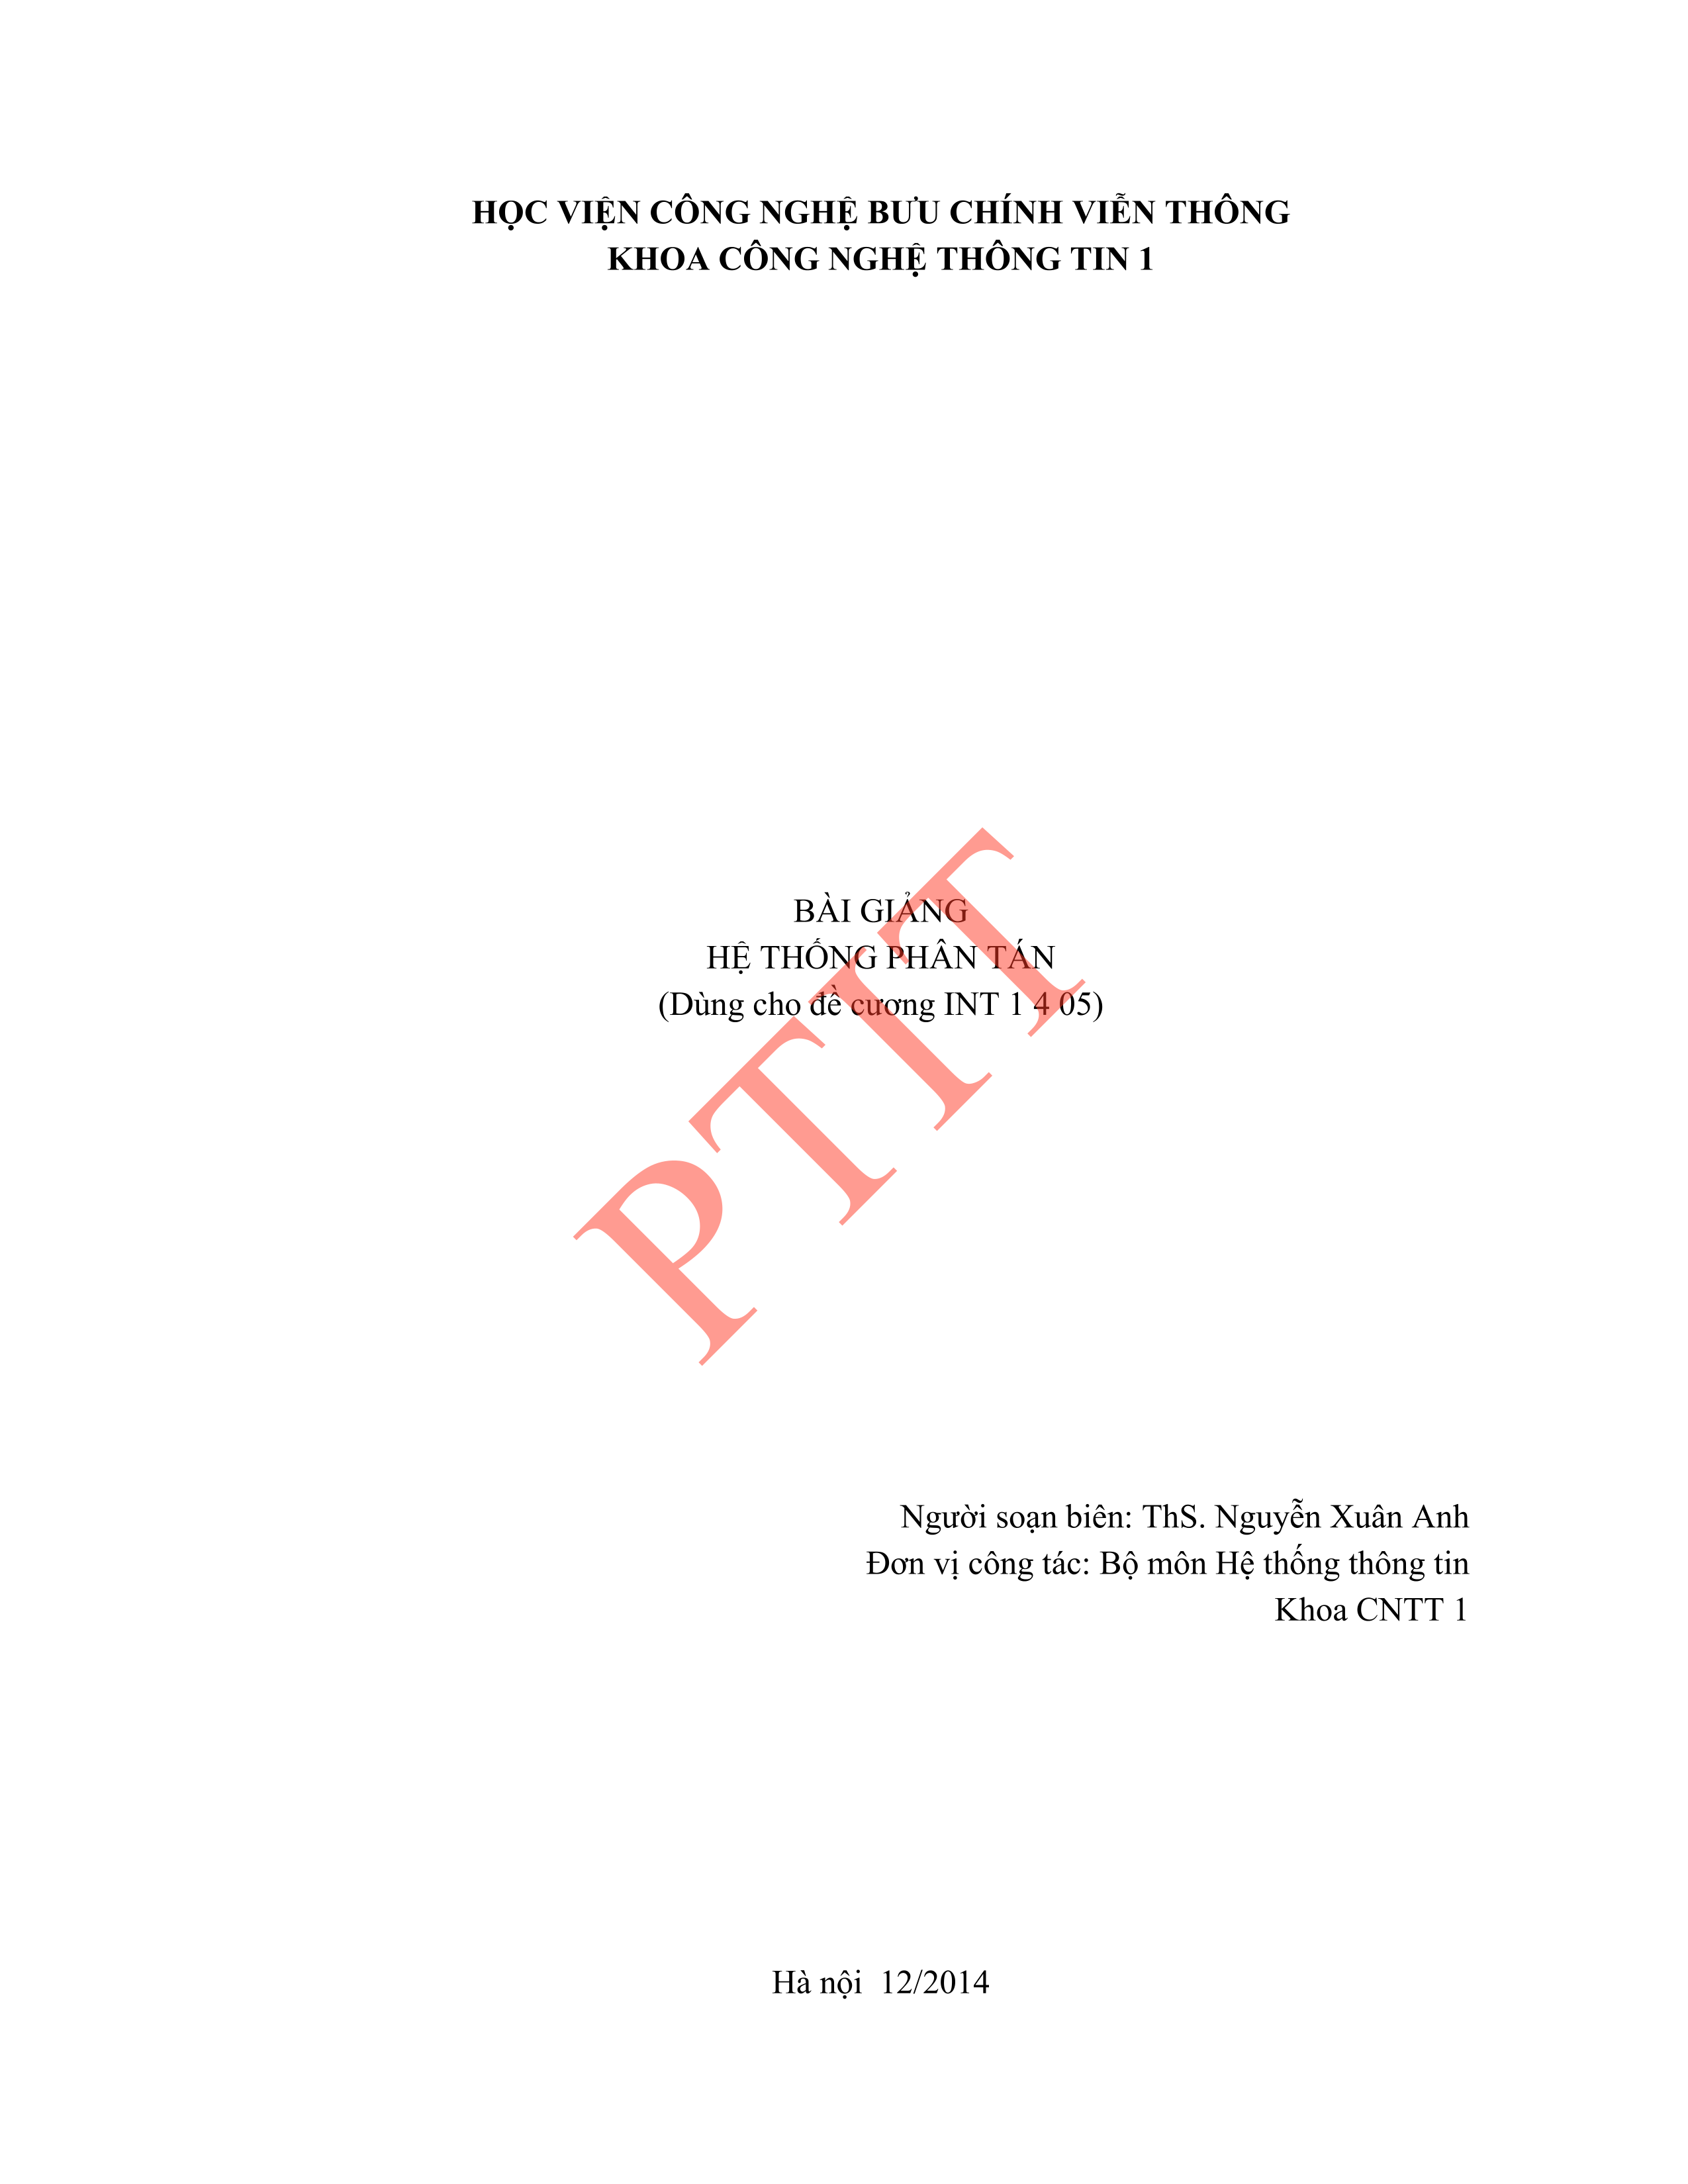 HỌC VIỆN CÔNG NGHỆ BƯU CHÍNH VIỄN THÔNG
KHOA CÔNG NGHỆ THÔNG TIN 1
BÀI GIẢNG
HỆ THỐNG PHÂN TÁN
(Dùng cho đề cương INT 1 4 05)
PTIT
Người soạn biên: ThS. Nguyễn Xuân Anh
Đơn vị công tác: Bộ môn Hệ thống thông tin
Khoa CNTT 1
Hà nội  12/2014